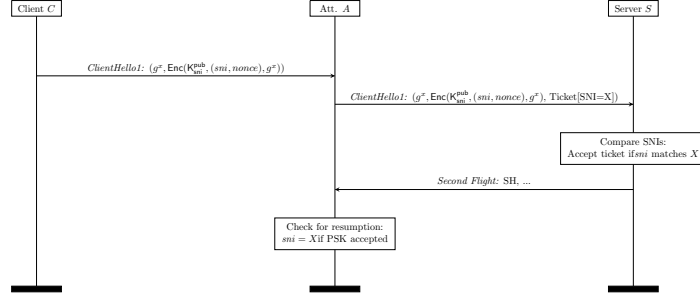 Client C
Att. A
Server S
ClientHello1: (g^x, Enc(K_sni^pub, (sni, nonce), g^x))
ClientHello1: (g^x, Enc(K_sni^pub, (sni, nonce), g^x), Ticket[SNI=X])
Compare SNIs:
Accept ticket ifsni matches X
Second Flight: SH, ...
Check for resumption:
sni = Xif PSK accepted